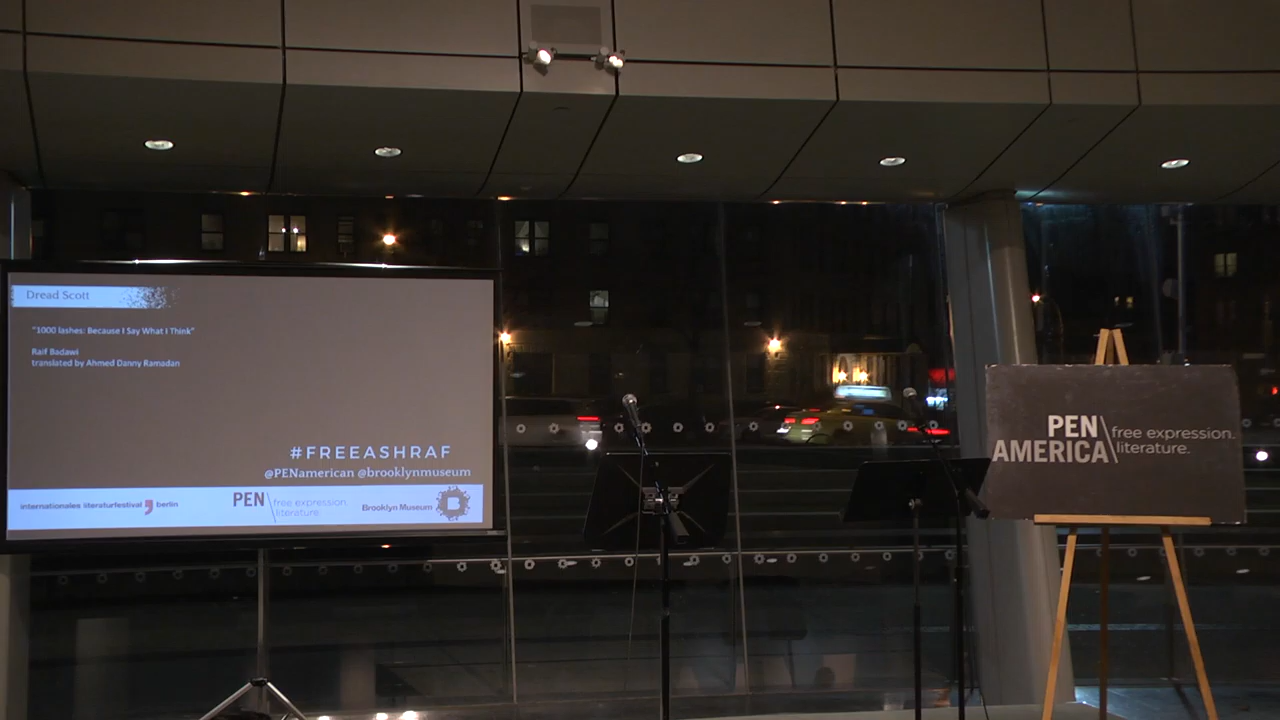 Dread Scott
"1000 lashes: Because I Say What I Think"
Raif Badawi
translated by Ahmed Danny Ramadan
#FREEASHRAF
@PENamerican @brooklynmuseum
internationales literaturfestival berlin
PEN free expression.
literature.
Brooklyn Museum B
PEN
AMERICA
free expression.
literature.